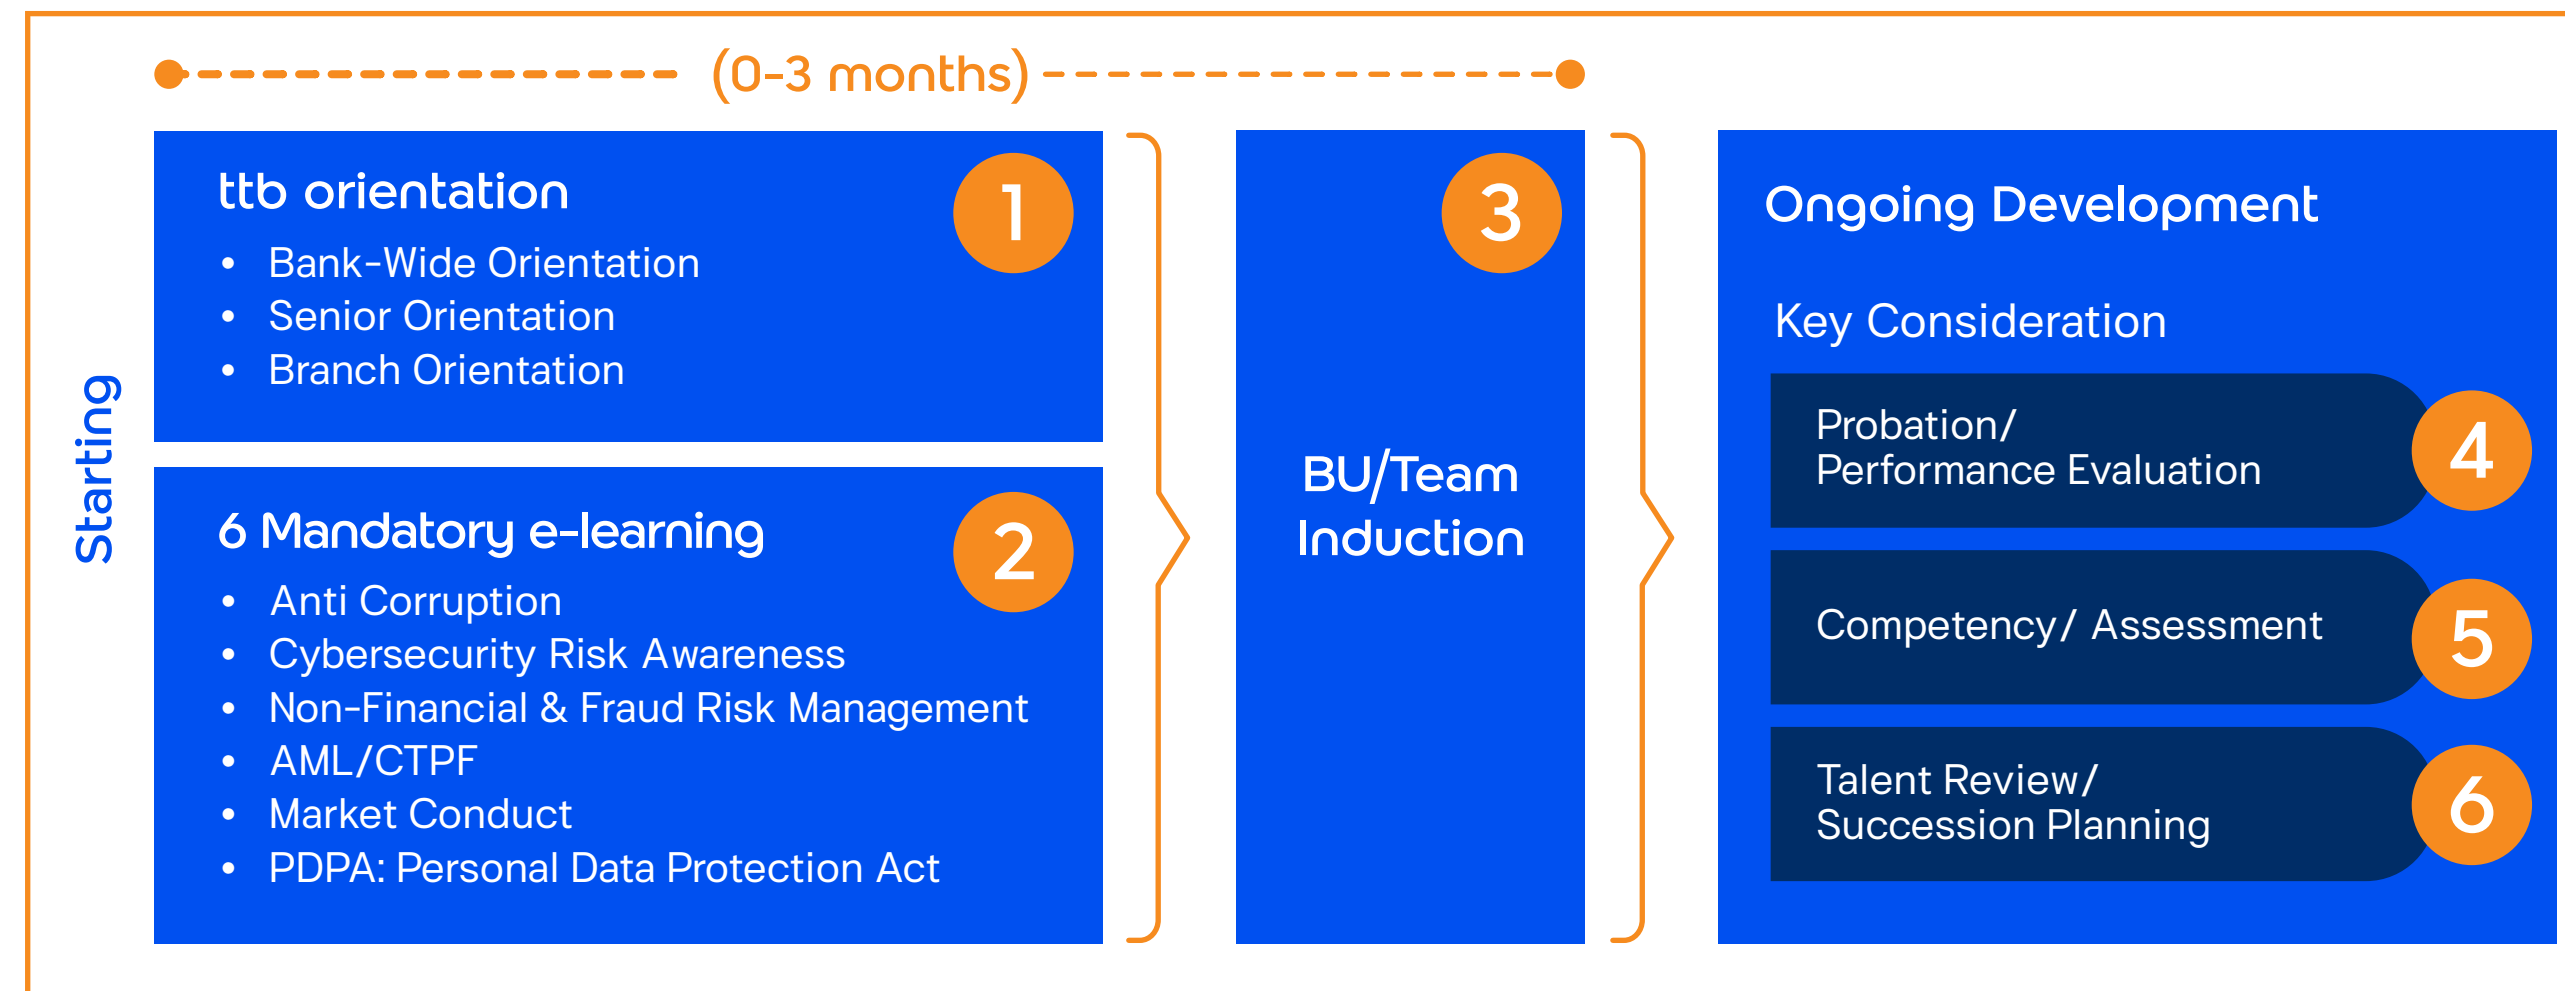 (0-3 months)
Starting
ttb orientation
1
• Bank-Wide Orientation
• Senior Orientation
• Branch Orientation
6 Mandatory e-learning
2
• Anti Corruption
• Cybersecurity Risk Awareness
• Non-Financial & Fraud Risk Management
• AML/CTPF
• Market Conduct
• PDPA: Personal Data Protection Act
3
BU/Team
Induction
Ongoing Development
Key Consideration
Probation/
Performance Evaluation
4
Competency/ Assessment
5
Talent Review/
Succession Planning
6